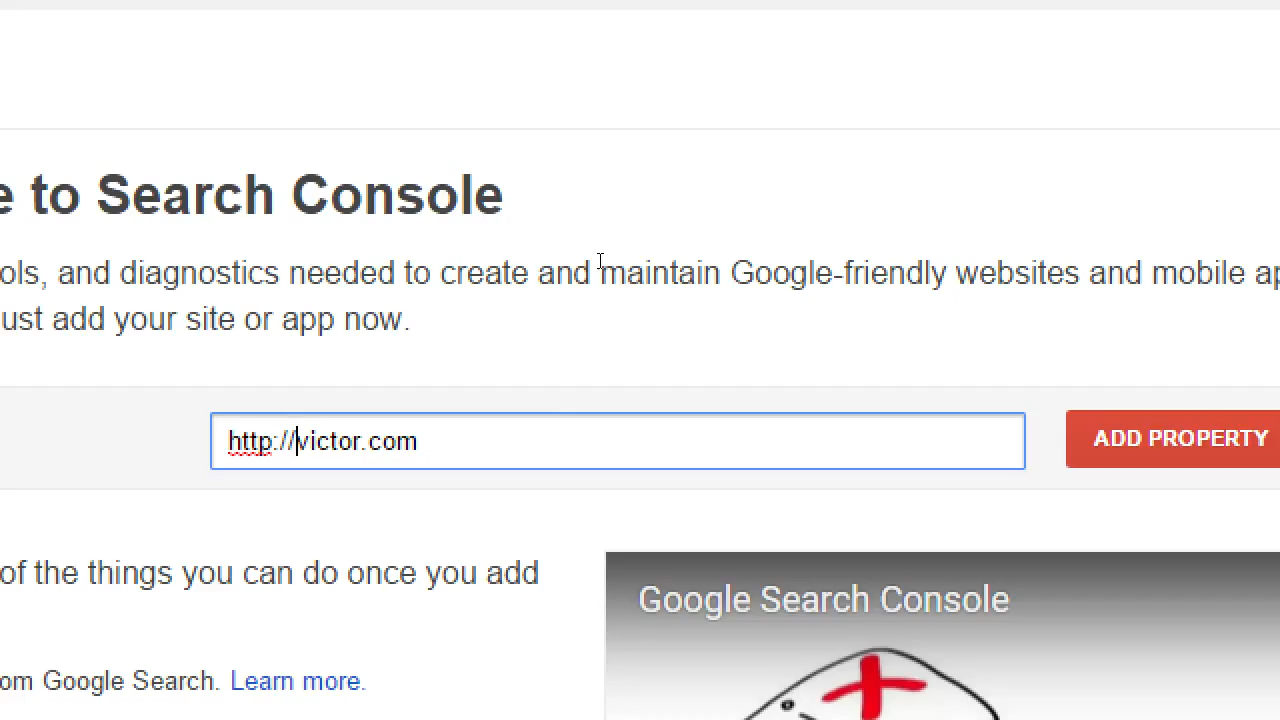 e to Search Console
ols, and diagnostics needed to create and maintain Google-friendly websites and mobile ap
ust add your site or app now.
http://victor.com
ADD PROPERTY
of the things you can do once you add
Google Search Console
om Google Search. Learn more.